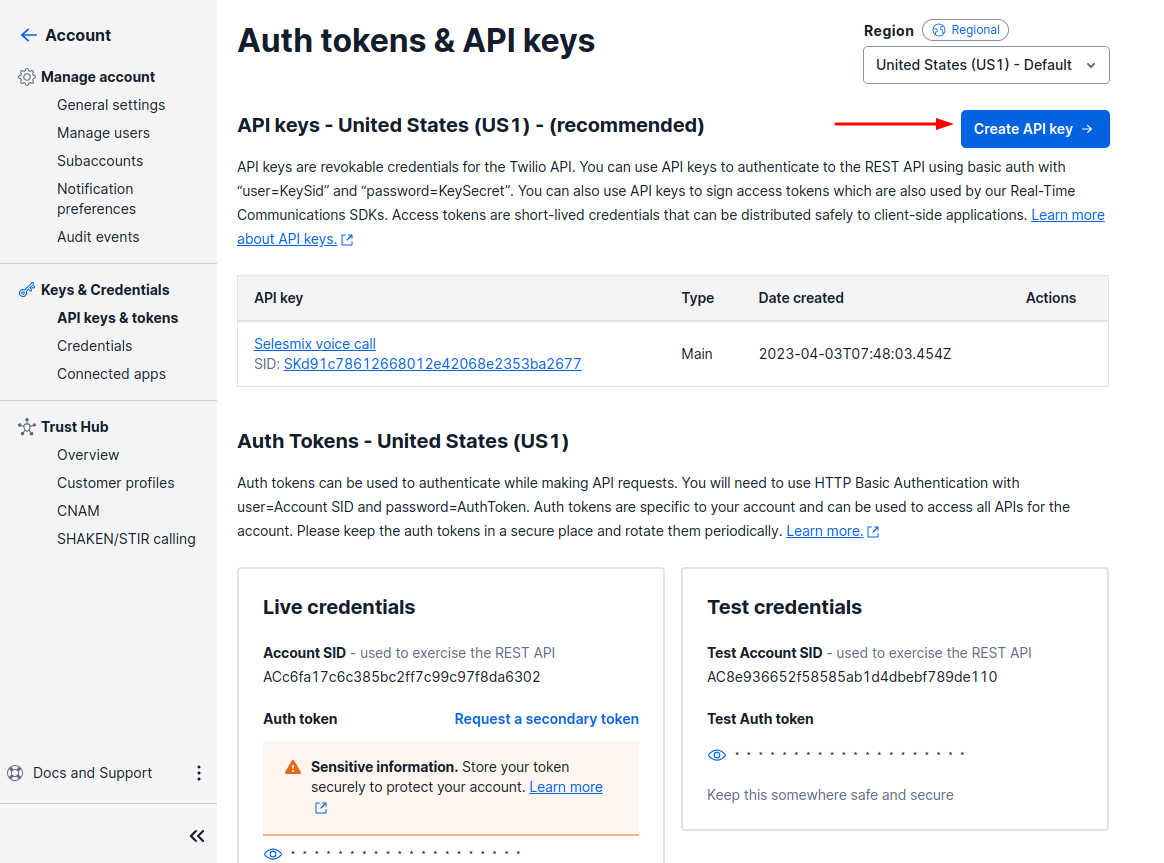 Account
Manage account
General settings
Manage users
Subaccounts
Notification
preferences
Audit events
Keys & Credentials
API keys & tokens
Credentials
Connected apps
Trust Hub
Overview
Customer profiles
CNAM
SHAKEN/STIR calling
Docs and Support
Auth tokens & API keys
Region
Regional
United States (US1) - Default
API keys - United States (US1) - (recommended)
Create API key
API keys are revokable credentials for the Twilio API. You can use API keys to authenticate to the REST API using basic auth with
“user=KeySid” and “password=KeySecret”. You can also use API keys to sign access tokens which are also used by our Real-Time
Communications SDKs. Access tokens are short-lived credentials that can be distributed safely to client-side applications. Learn more
about API keys.
API key Type Date created Actions
Selesmix voice call
SID: SKd91c78612668012e42068e2353ba2677
Main
2023-04-03T07:48:03.454Z
Auth Tokens - United States (US1)
Auth tokens can be used to authenticate while making API requests. You will need to use HTTP Basic Authentication with
user=Account SID and password=AuthToken. Auth tokens are specific to your account and can be used to access all APIs for the
account. Please keep the auth tokens in a secure place and rotate them periodically. Learn more.
Live credentials
Account SID - used to exercise the REST API
ACc6fa17c6c385bc2ff7c99c97f8da6302
Auth token
Request a secondary token
Sensitive information. Store your token
securely to protect your account. Learn more
Test credentials
Test Account SID - used to exercise the REST API
AC8e936652f58585ab1d4dbebf789de110
Test Auth token
Keep this somewhere safe and secure